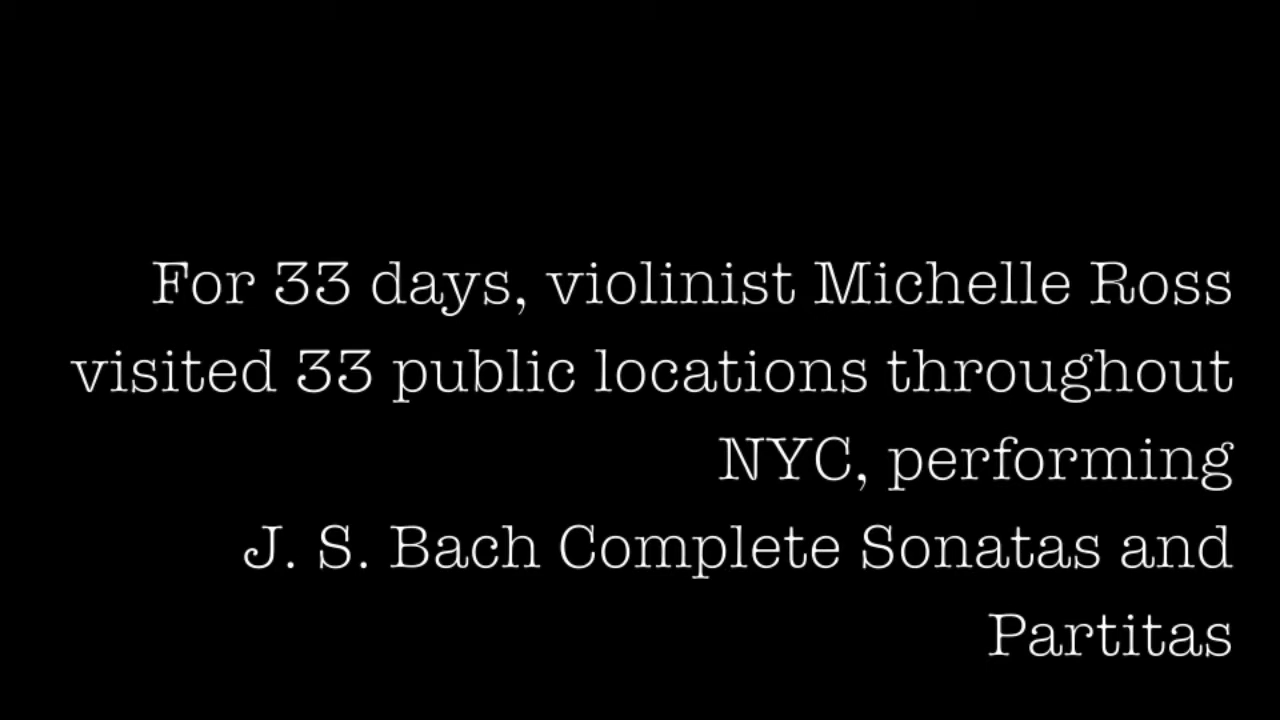 For 33 days, violinist Michelle Ross
visited 33 public locations throughout
NYC, performing
J. S. Bach Complete Sonatas and
Partitas